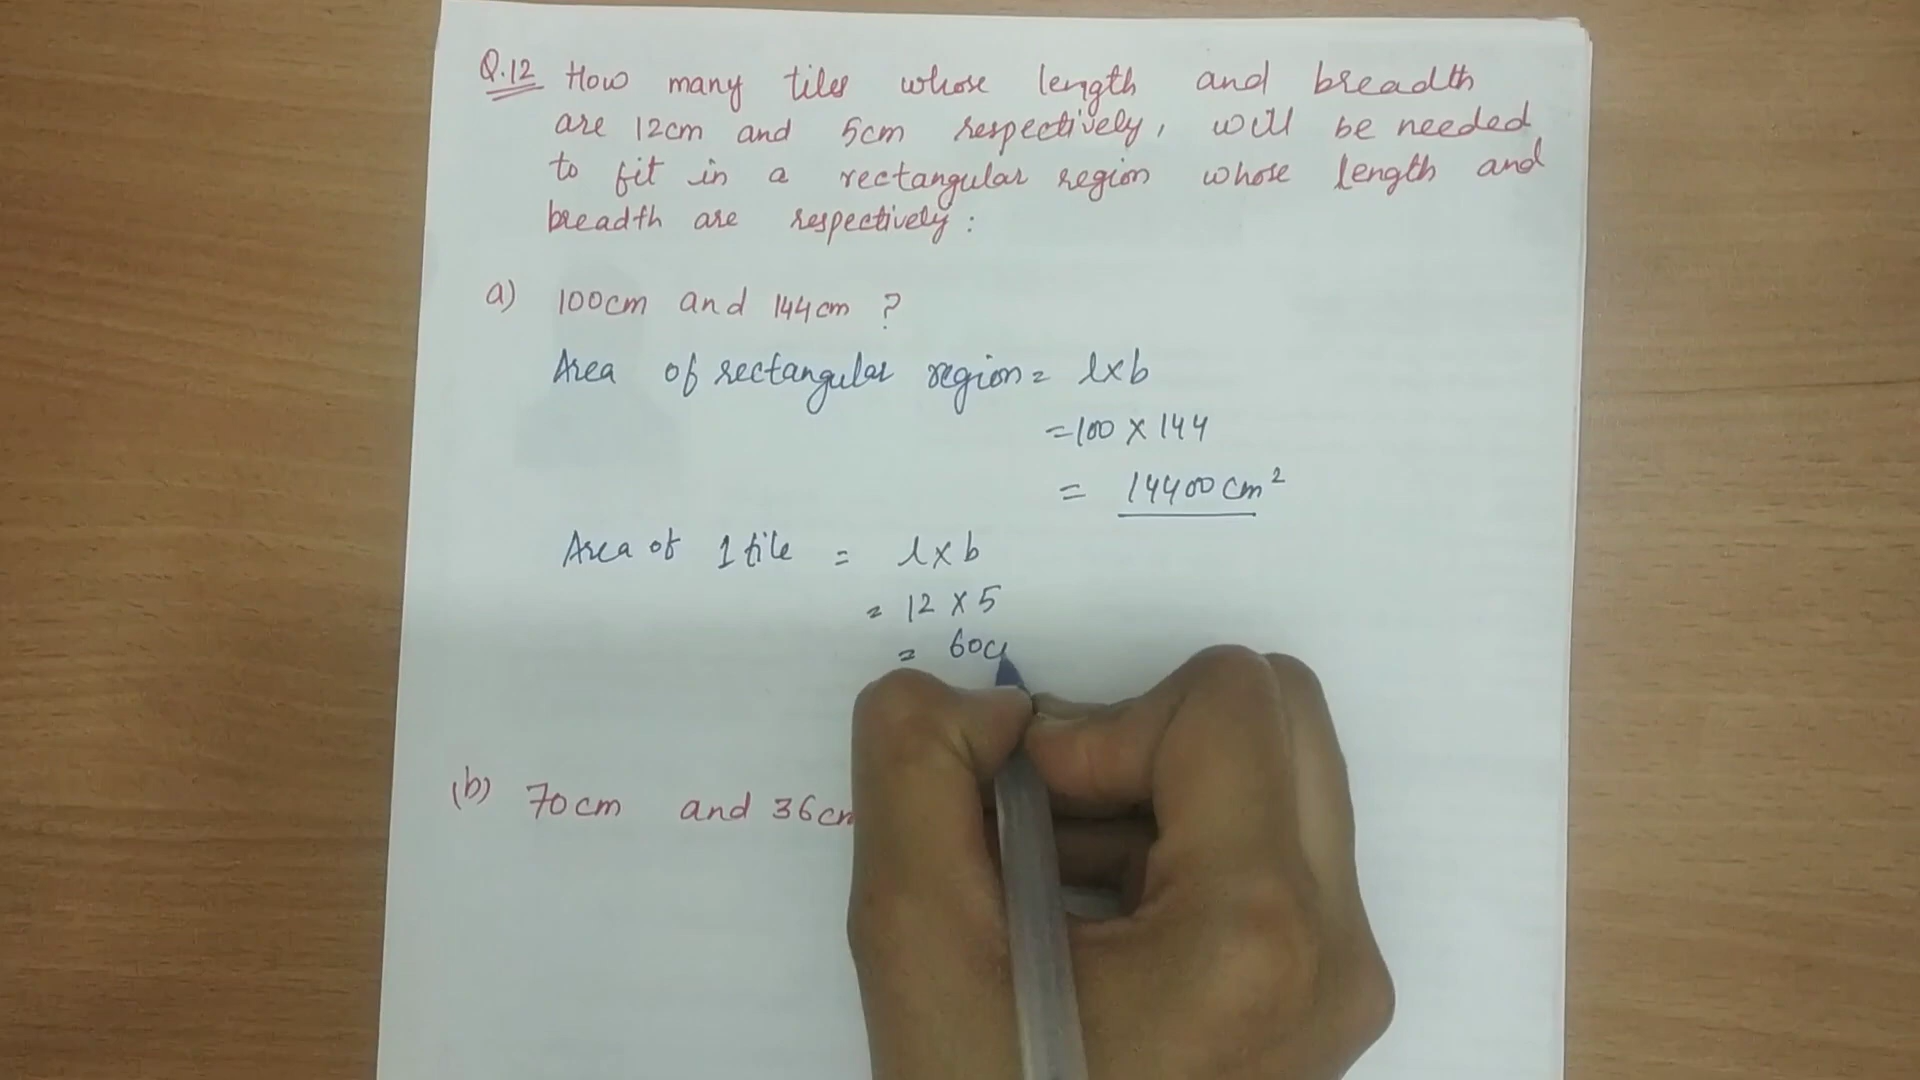 Q.12 How many tiles whose length and breadth
are 12cm and 5cm respectively, will be needed
to fit in a rectangular region whose length and
breadth are respectively:
a) 100cm and 144cm ?
Area of rectangular region = l×b
=100 × 144
= 14400 cm²
Area of 1 tile = l×b
= 12 × 5
= 60c
(b) 70cm and 36cm